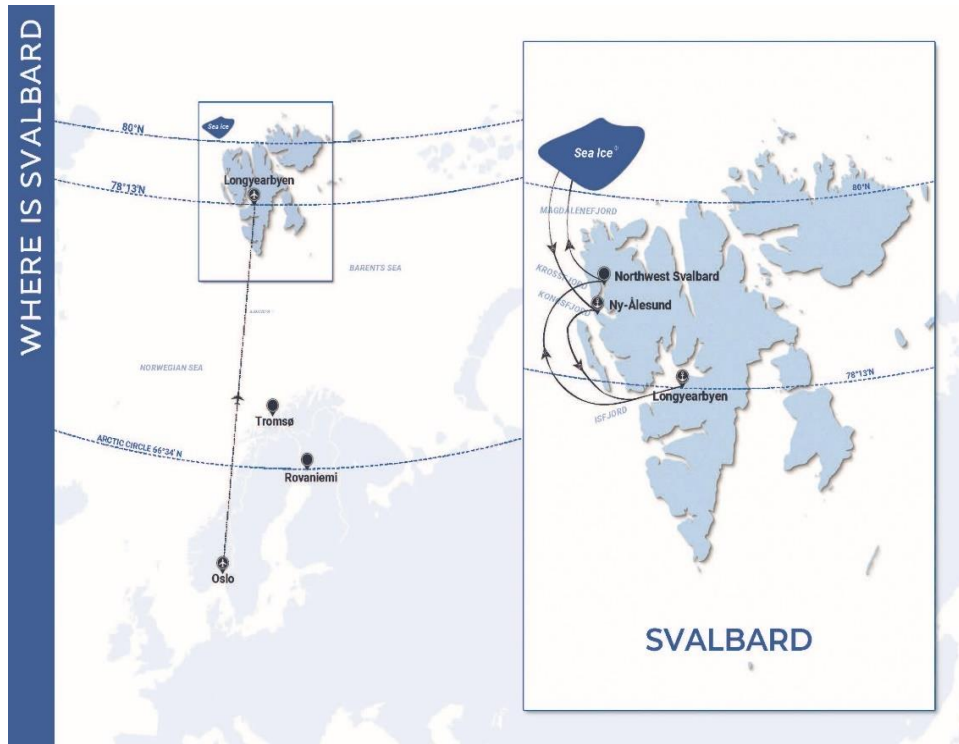 WHERE IS SVALBARD
80°N
Sea Ice
78°13'N
Longyearbyen
BARENTS SEA
NORWEGIAN SEA
Tromsø
ARCTIC CIRCLE 66°34' N
Rovaniemi
Oslo
Sea Ice
80°N
MAGDALENEFJORD
KROSSFJORD
Northwest Svalbard
KONGSFJORD
Ny-Ålesund
78°13'N
Longyearbyen
ISFJORD
SVALBARD